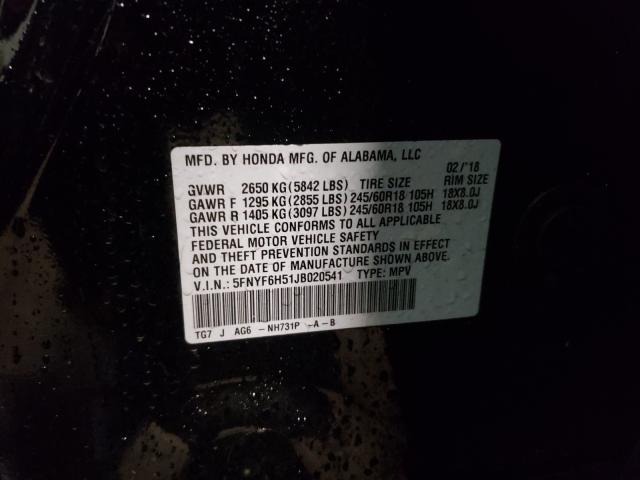 MFD. BY HONDA MFG. OF ALABAMA, LLC 02/'18
GVWR 2650 KG(5842 LBS) TIRE SIZE RIM SIZE
GAWR F 1295 KG(2855 LBS)245/60R18 105H 18X8.0J
GAWR R 1405 KG(3097 LBS)245/60R18 105H 18X8.0J
THIS VEHICLE CONFORMS TO ALL APPLICABLE
FEDERAL MOTOR VEHICLE SAFETY
AND THEFT PREVENTION STANDARDS IN EFFECT
ON THE DATE OF MANUFACTURE SHOWN ABOVE.
V.I.N.: 5FNYF6H51JB020541 TYPE: MPV
TG7 J AG6 -NH731P -A-B